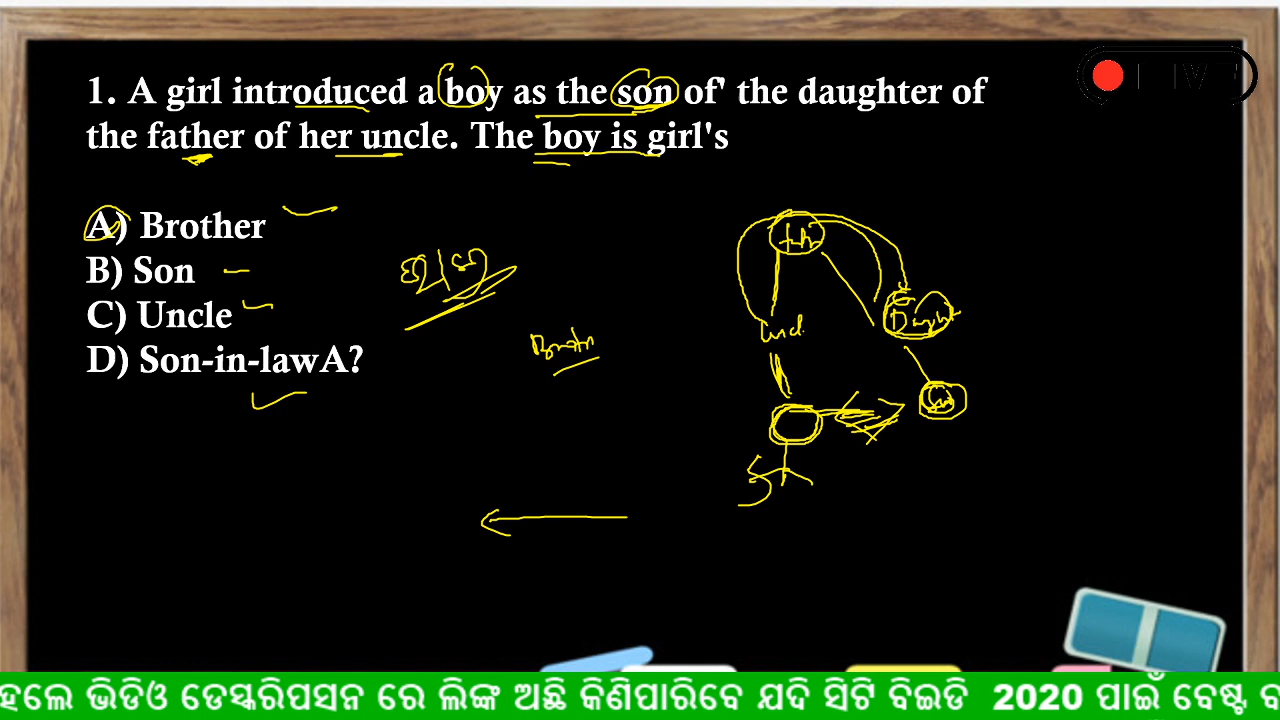 LIVE
1. A girl introduced a boy as the son of' the daughter of
the father of her uncle. The boy is girl's
A) Brother
B) Son
C) Uncle
D) Son-in-lawA?
ହଲେ ଭିଡିଓ ଡେସ୍କରିପସନ ରେ ଲିଙ୍କ ଅଛି କିଣିପାରିବେ ଯଦି ସିଟି ବିଇଡି 2020 ପାଇଁ ବେଷ୍ଟ